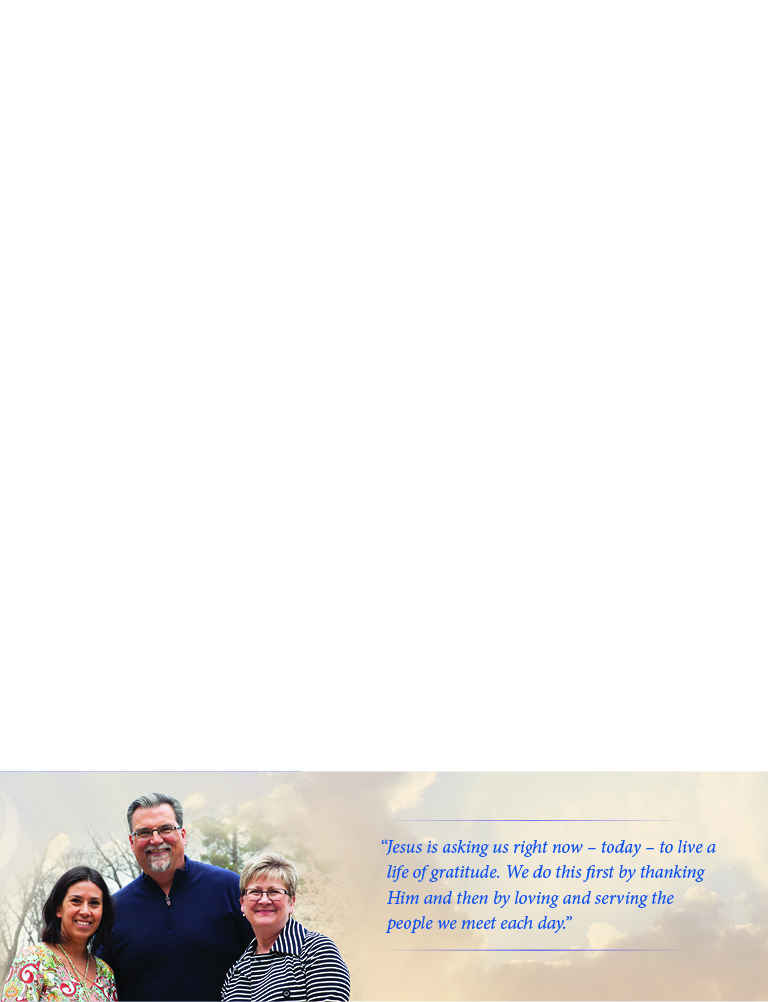 “Jesus is asking us right now – today – to live a
life of gratitude. We do this first by thanking
Him and then by loving and serving the
people we meet each day.”